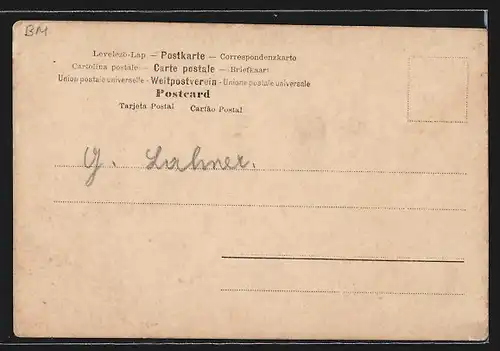 BM
Levelező-Lap — Postkarte — Correspondenzkarte
Cartolina postale — Carte postale — Briefkaart
Union postale universelle - Weltpostverein - Unione postale universale
Postcard
Tarjeta Postal Cartão Postal
G. Lahner.